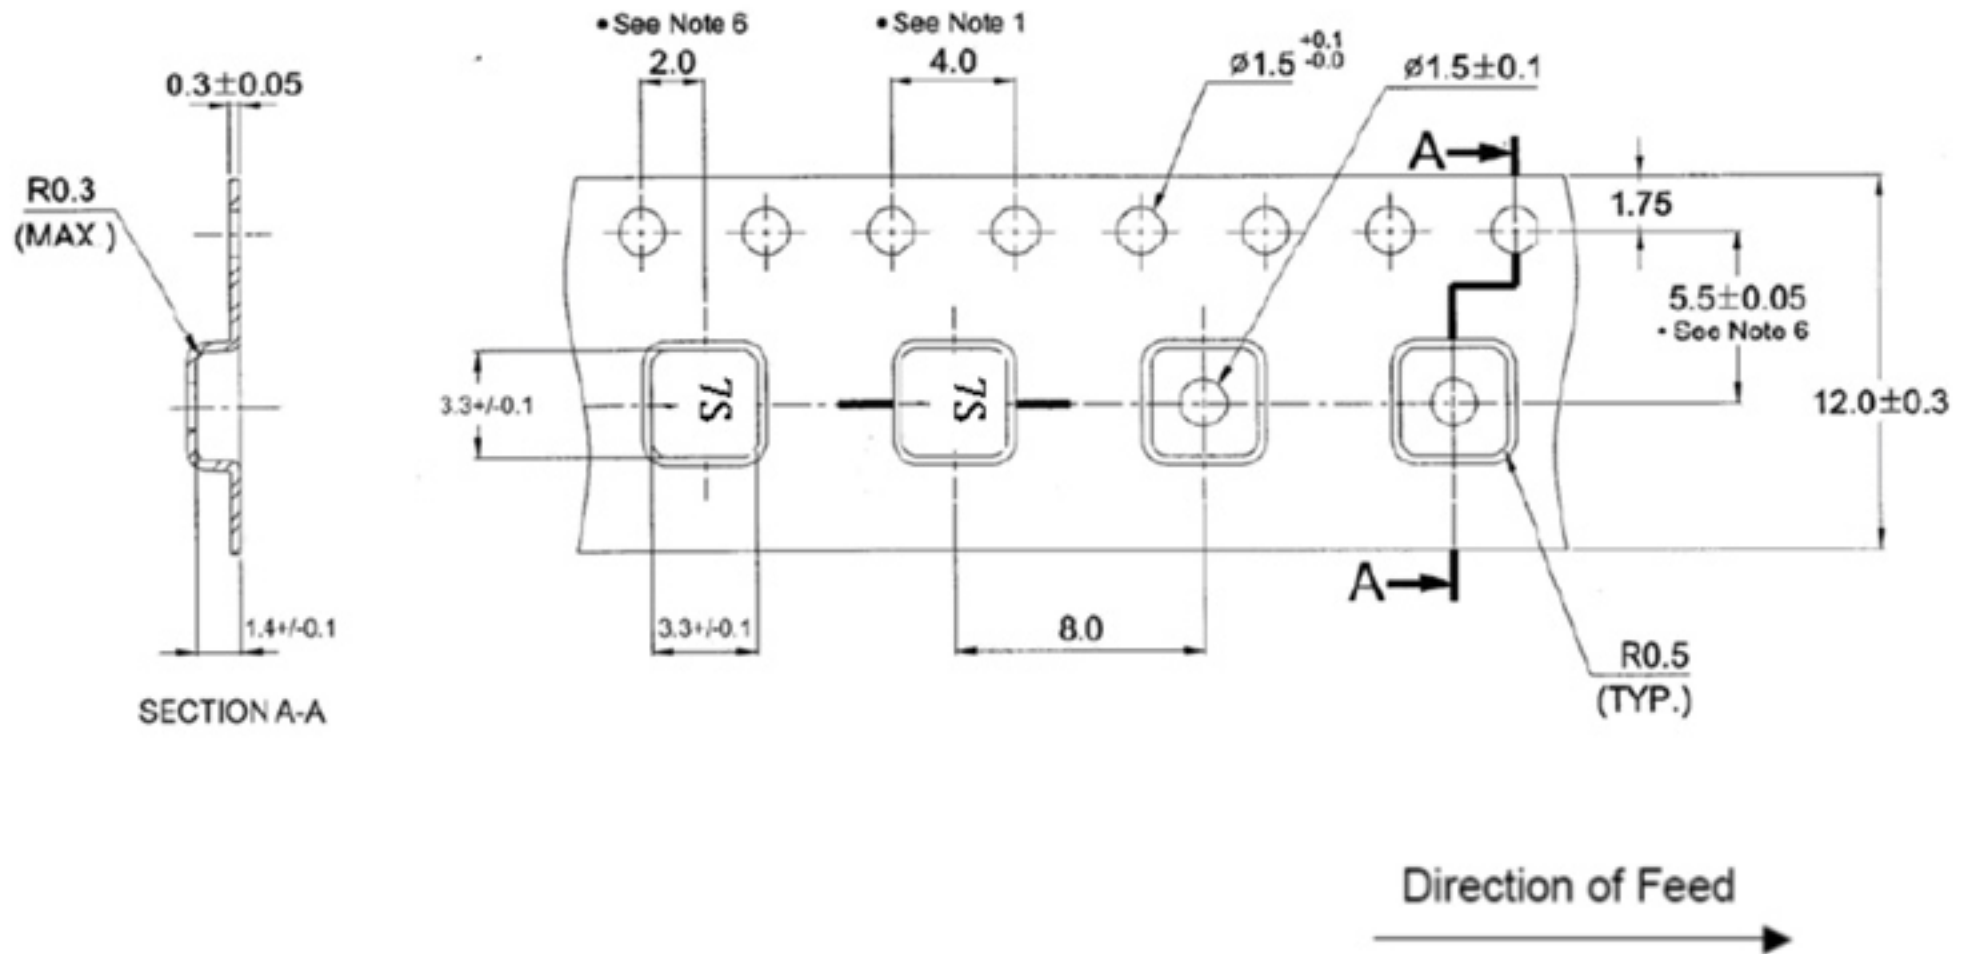 • See Note 6
• See Note 1
2.0
4.0
ø1.5 +0.1 -0.0
ø1.5±0.1
0.3±0.05
A
R0.3
(MAX.)
1.75
5.5±0.05
• See Note 6
3.3+/-0.1
SL
SL
12.0±0.3
A
1.4+/-0.1
3.3+/-0.1
8.0
R0.5
(TYP.)
SECTION A-A
Direction of Feed